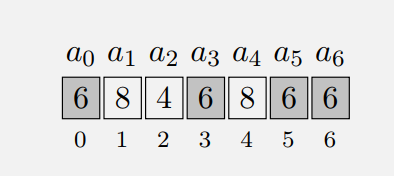 a₀ a₁ a₂ a₃ a₄ a₅ a₆
6 8 4 6 8 6 6
0 1 2 3 4 5 6